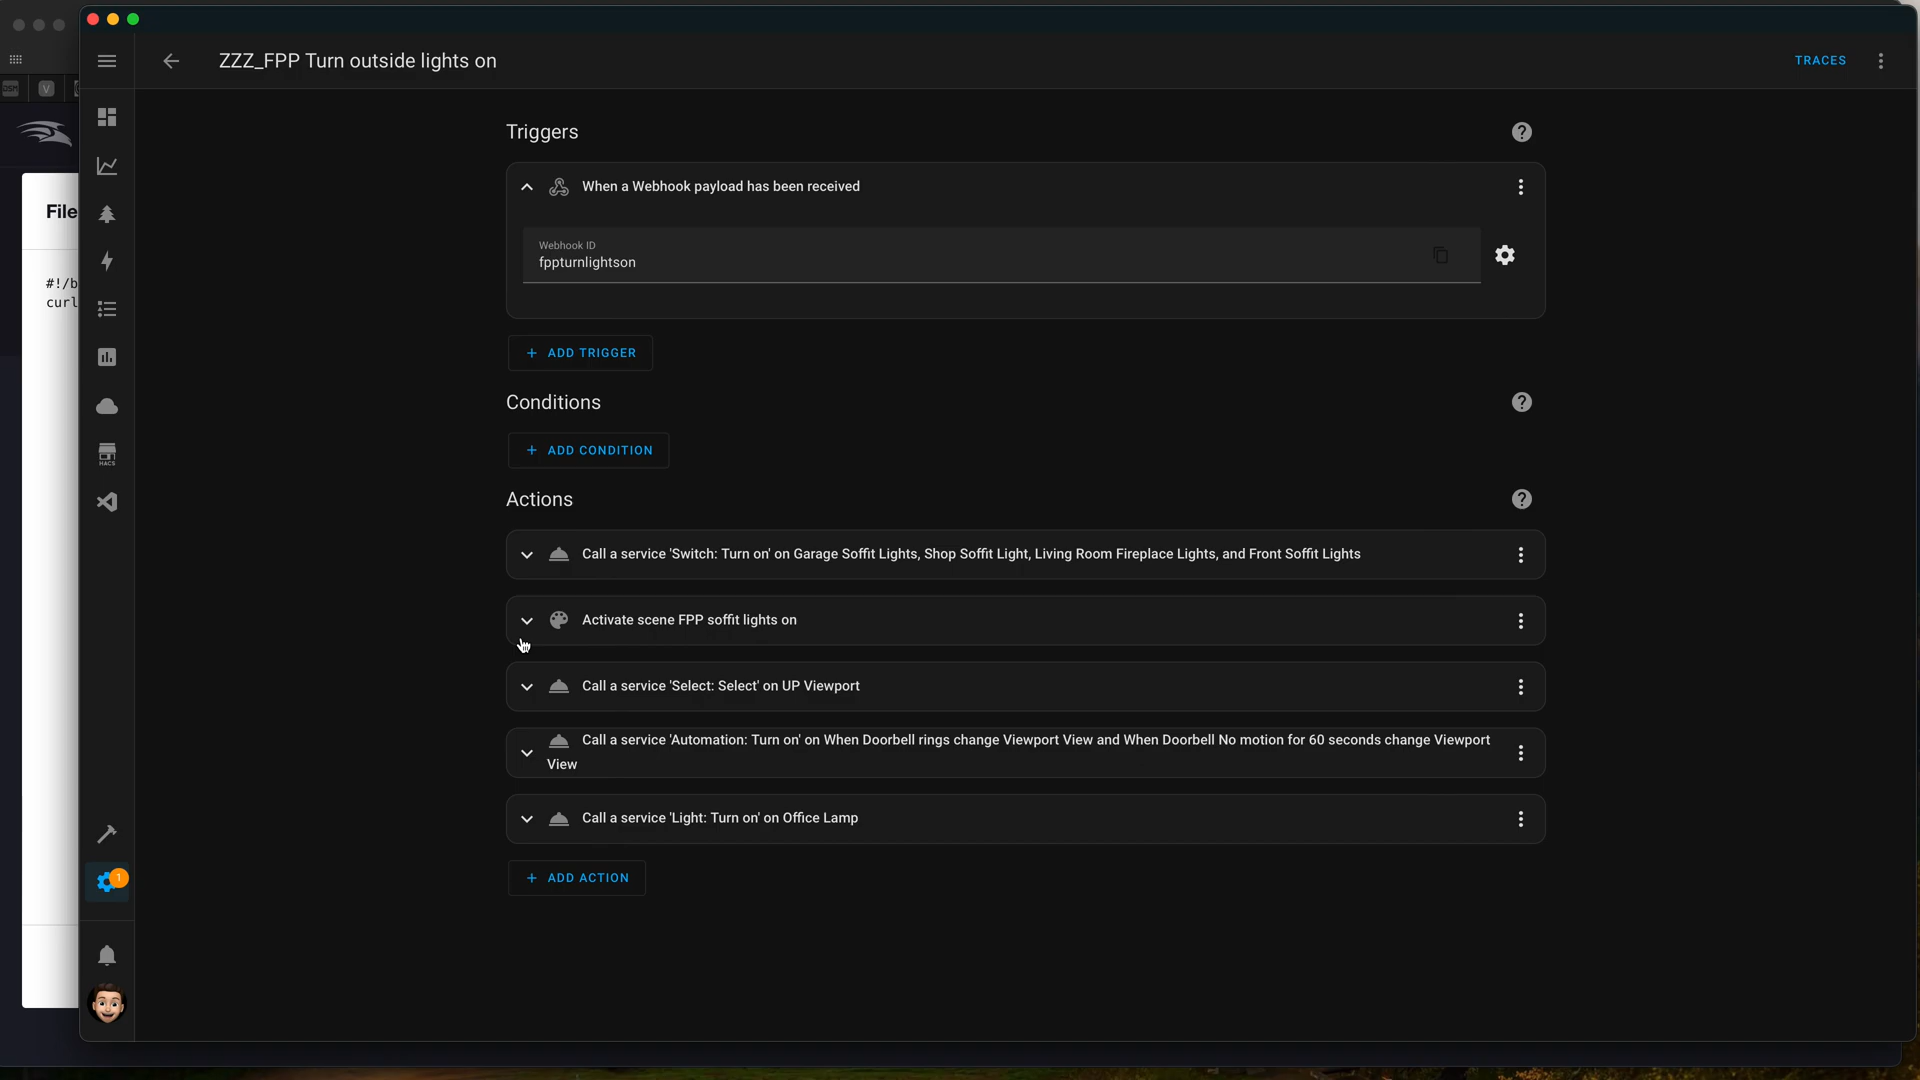 ZZZ_FPP Turn outside lights on
TRACES
V
File
#!/b
curl
HACS
1
Triggers
When a Webhook payload has been received
Webhook ID
fppturnlightson
ADD TRIGGER
Conditions
ADD CONDITION
Actions
Call a service 'Switch: Turn on' on Garage Soffit Lights, Shop Soffit Light, Living Room Fireplace Lights, and Front Soffit Lights
Activate scene FPP soffit lights on
Call a service 'Select: Select' on UP Viewport
Call a service 'Automation: Turn on' on When Doorbell rings change Viewport View and When Doorbell No motion for 60 seconds change Viewport
View
Call a service 'Light: Turn on' on Office Lamp
ADD ACTION